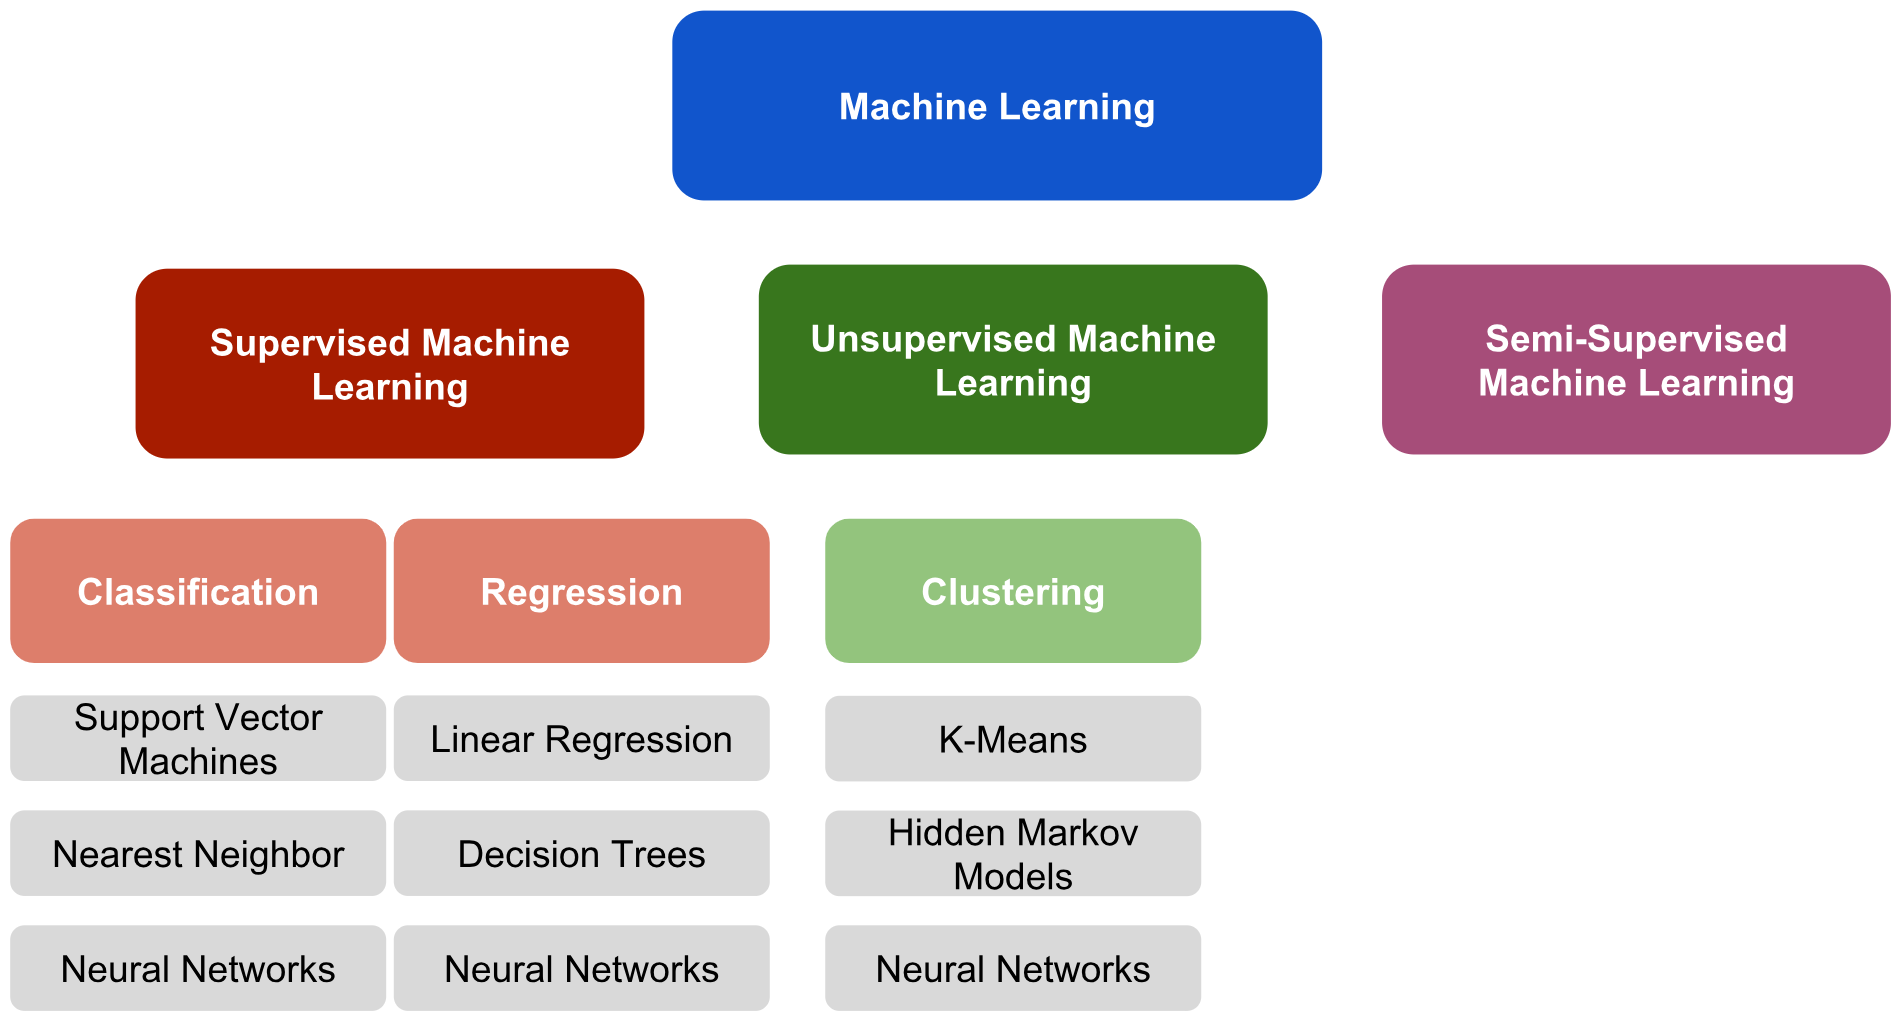 Machine Learning
Supervised Machine
Learning
Unsupervised Machine
Learning
Semi-Supervised
Machine Learning
Classification
Regression
Clustering
Support Vector
Machines
Linear Regression
K-Means
Nearest Neighbor
Decision Trees
Hidden Markov
Models
Neural Networks
Neural Networks
Neural Networks